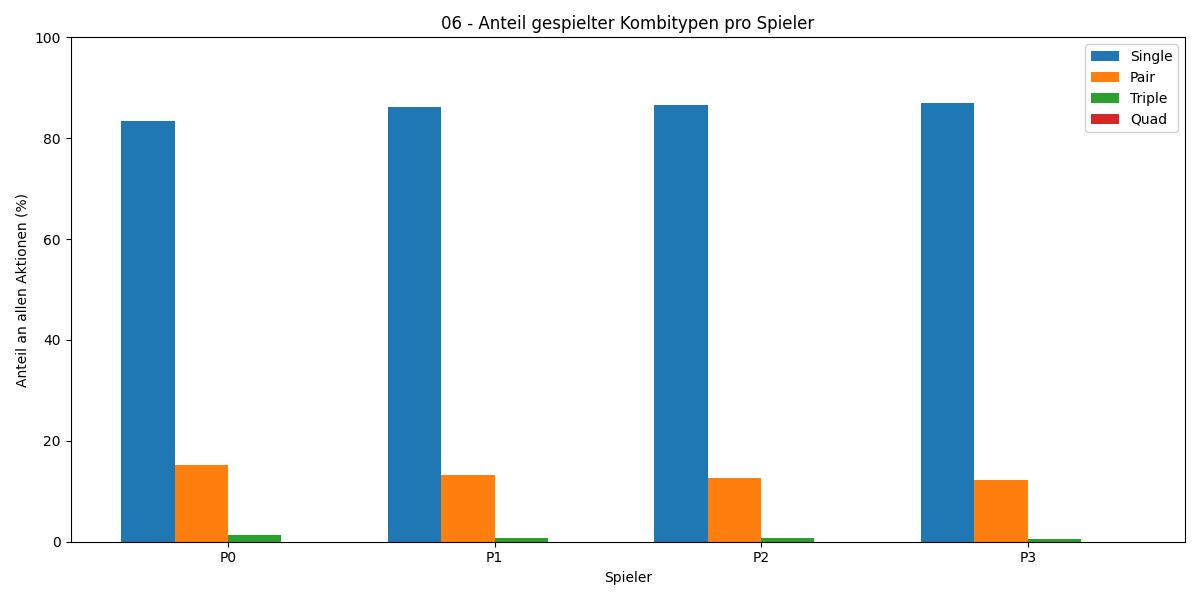 06 - Anteil gespielter Kombitypen pro Spieler
100
80
60
40
20
0
Anteil an allen Aktionen (%)
Single
Pair
Triple
Quad
P0
P1
P2
P3
Spieler